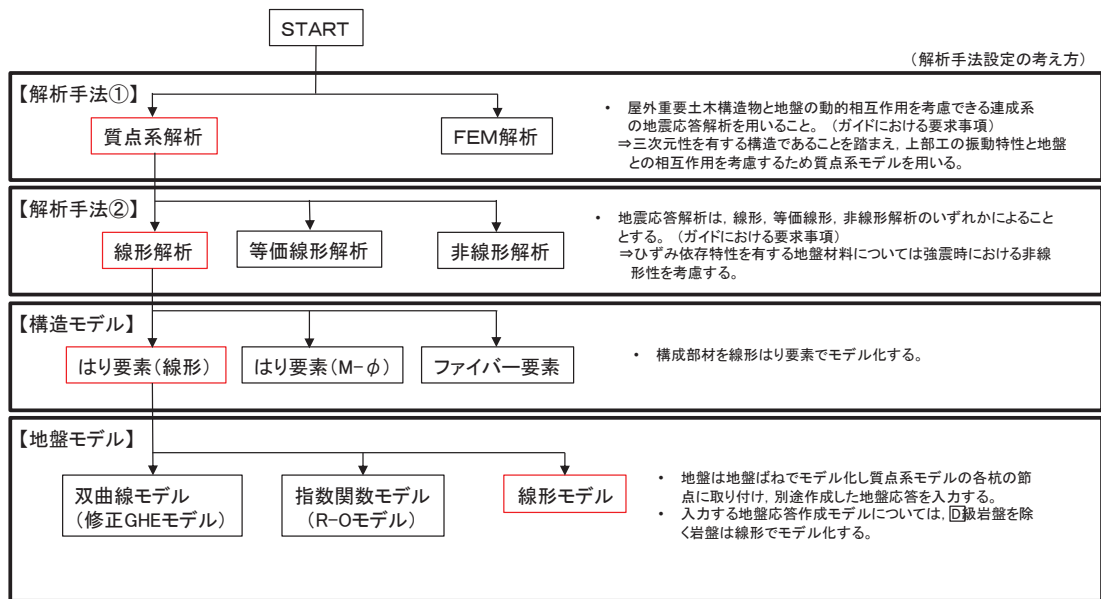 START
(解析手法設定の考え方)
【解析手法①】
質点系解析
FEM解析
・ 屋外重要土木構造物と地盤の動的相互作用を考慮できる連成系
の地震応答解析を用いること。（ガイドにおける要求事項）
⇒三次元性を有する構造であることを踏まえ，上部工の振動特性と地盤
との相互作用を考慮するため質点系モデルを用いる。
【解析手法②】
線形解析
等価線形解析
非線形解析
・ 地震応答解析は，線形，等価線形，非線形解析のいずれかによること
とする。（ガイドにおける要求事項）
⇒ひずみ依存特性を有する地盤材料については強震時における非線
形性を考慮する。
【構造モデル】
はり要素(線形)
はり要素(M-φ)
ファイバー要素
・ 構成部材を線形はり要素でモデル化する。
【地盤モデル】
双曲線モデル
(修正GHEモデル)
指数関数モデル
(R-Oモデル)
線形モデル
・ 地盤は地盤ばねでモデル化し質点系モデルの各杭の節
点に取り付け，別途作成した地盤応答を入力する。
・ 入力する地盤応答作成モデルについては，D級岩盤を除
く岩盤は線形でモデル化する。